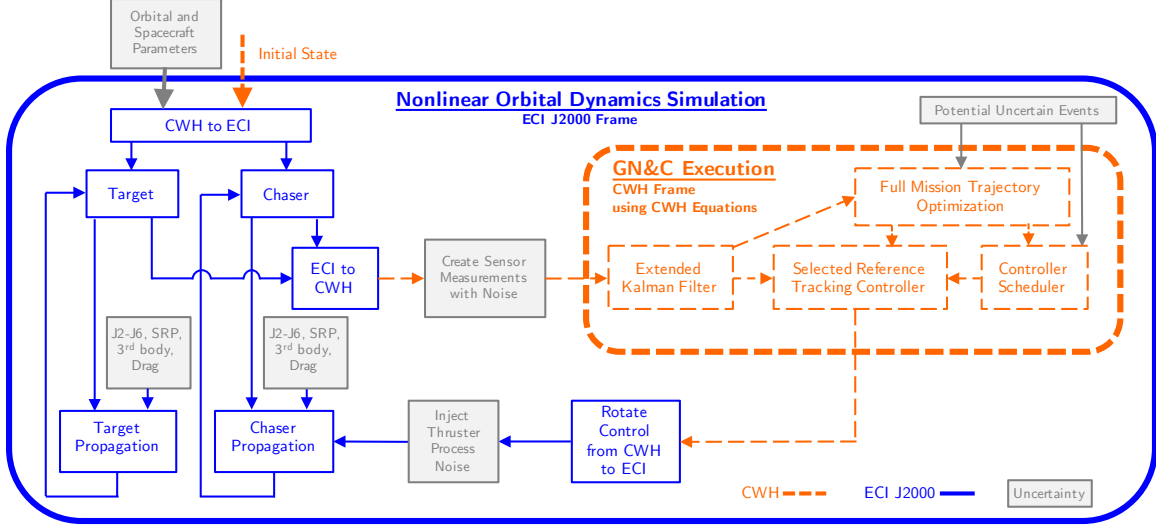 Orbital and
Spacecraft
Parameters
Initial State
Nonlinear Orbital Dynamics Simulation
ECI J2000 Frame
CWH to ECI
Potential Uncertain Events
GN&C Execution
CWH Frame
using CWH Equations
Full Mission Trajectory
Optimization
Target
Chaser
ECI to
CWH
Create Sensor
Measurements
with Noise
Extended
Kalman Filter
Selected Reference
Tracking Controller
Controller
Scheduler
J2-J6, SRP,
3rd body,
Drag
J2-J6, SRP,
3rd body,
Drag
Target
Propagation
Chaser
Propagation
Inject
Thruster
Process
Noise
Rotate
Control
from CWH
to ECI
CWH
ECI J2000
Uncertainty